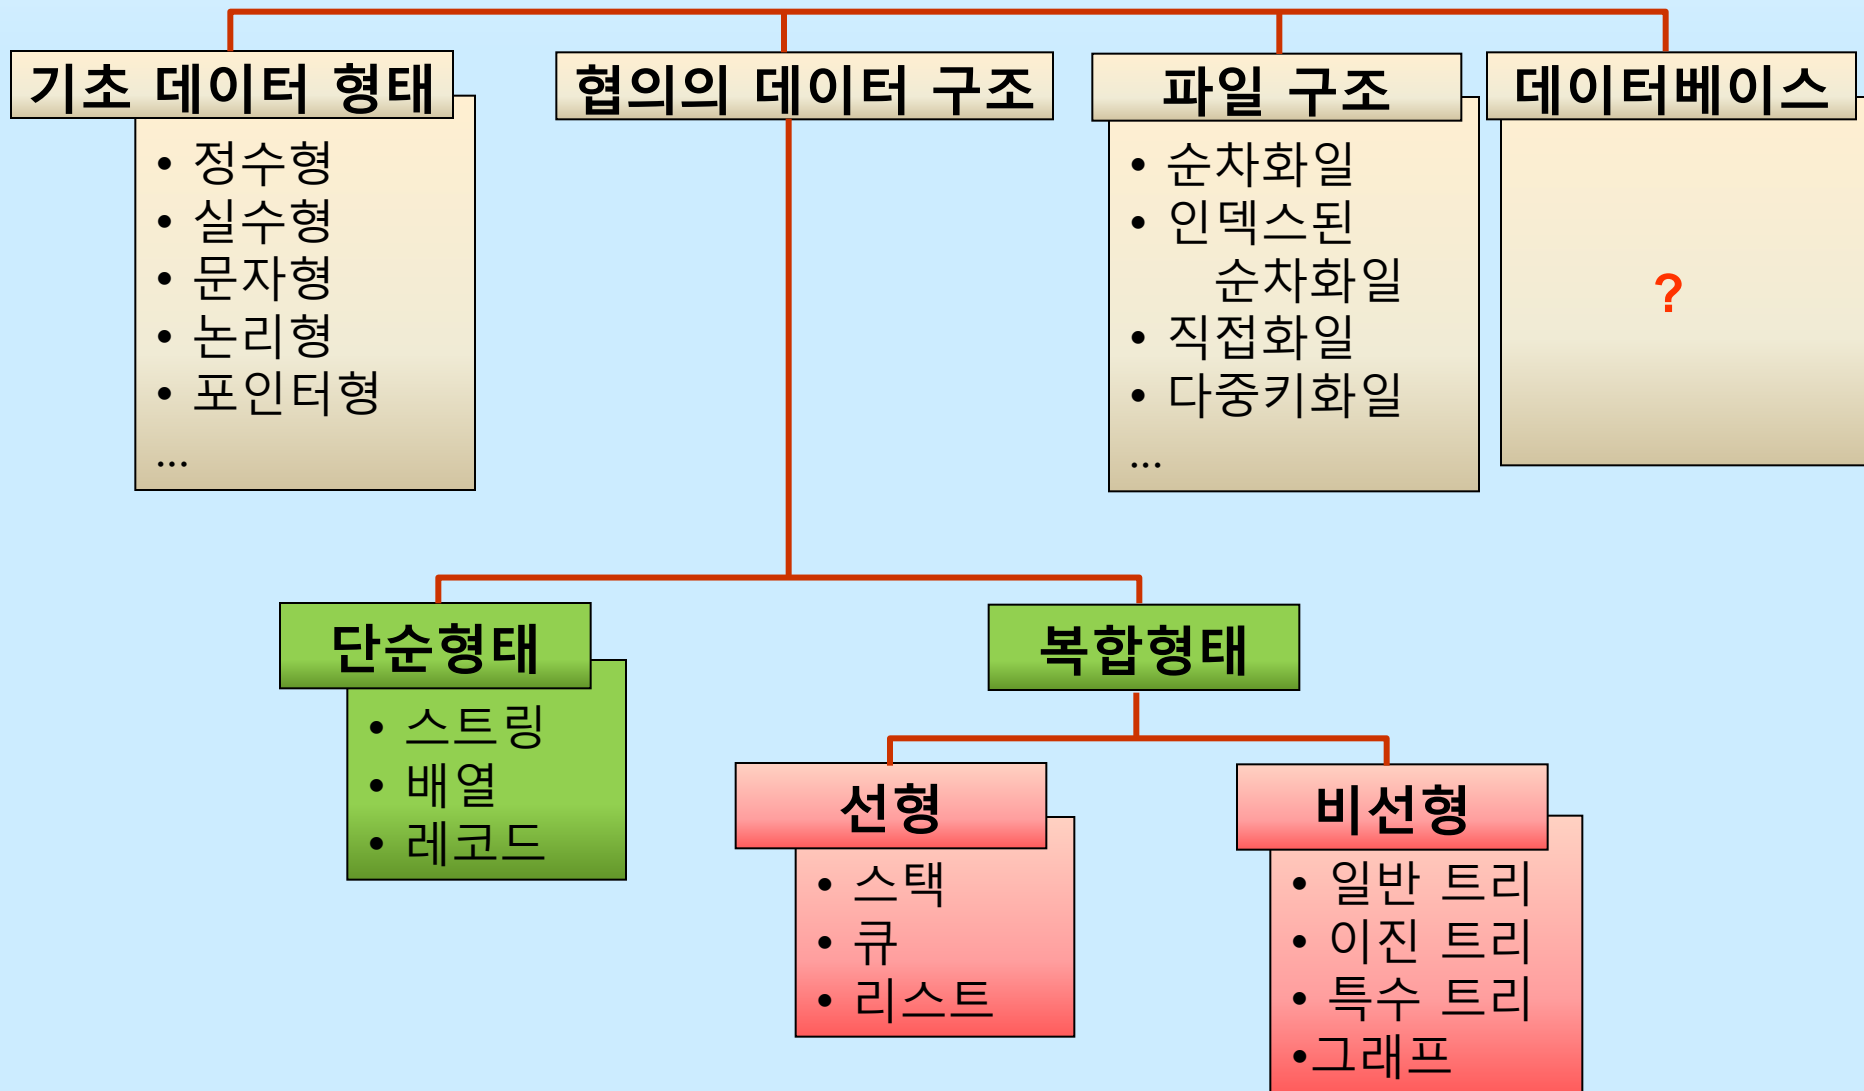 기초 데이터 형태
• 정수형
• 실수형
• 문자형
• 논리형
• 포인터형
...
협의의 데이터 구조
파일 구조
• 순차화일
• 인덱스된
순차화일
• 직접화일
• 다중키화일
...
데이터베이스
?
단순형태
• 스트링
• 배열
• 레코드
복합형태
선형
• 스택
• 큐
• 리스트
비선형
• 일반 트리
• 이진 트리
• 특수 트리
•그래프